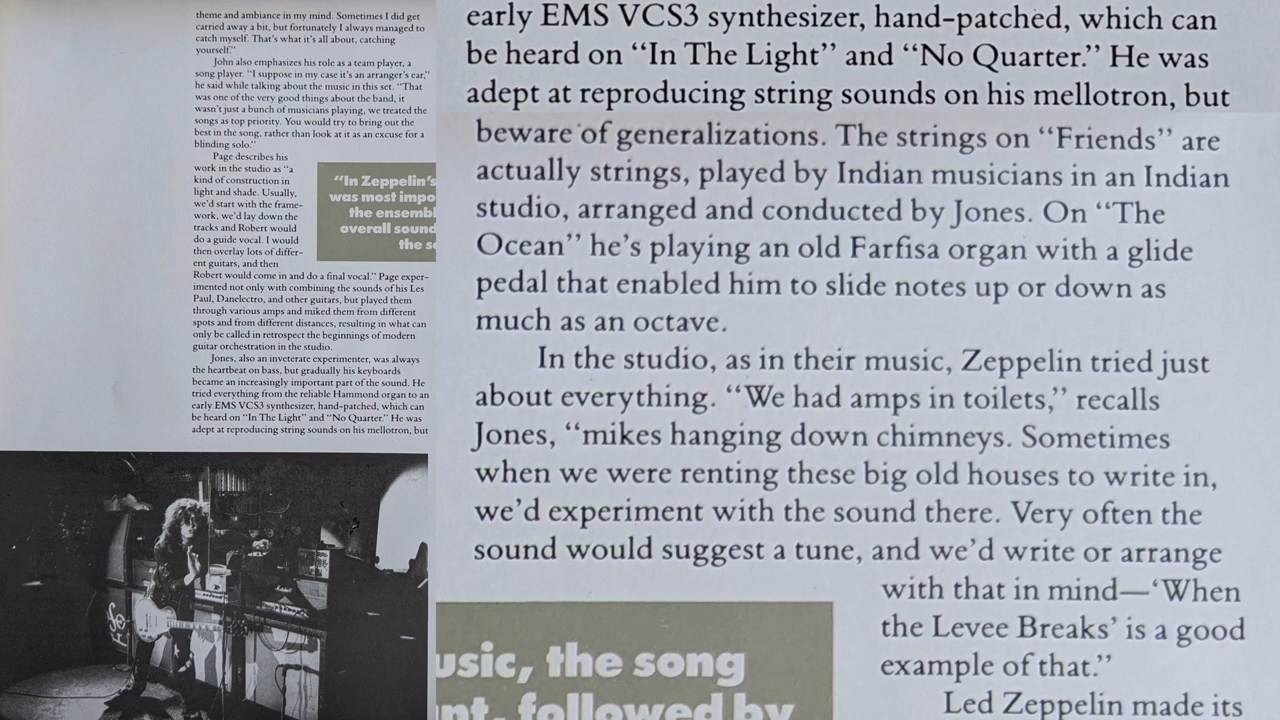 theme and ambiance in my mind. Sometimes I did get
carried away a bit, but fortunately I always managed to
catch myself. That's what it's all about, catching
yourself.”
John also emphasizes his role as a team player, a
song player. “I suppose in my case it's an arranger's ear,”
he said while talking about the music in this set. “That
was one of the very good things about the band, it
wasn't just a bunch of musicians playing, we treated the
songs as top priority. You would try to bring out the
best in the song, rather than look at it as an excuse for a
blinding solo.”
Page describes his
work in the studio as “a
kind of construction in
light and shade. Usually,
we'd start with the frame-
work, we'd lay down the
tracks and Robert would
do a guide vocal. I would
then overlay lots of differ-
ent guitars, and then
Robert would come in and do a final vocal.” Page exper-
imented not only with combining the sounds of his Les
Paul, Danelectro, and other guitars, but played them
through various amps and miked them from different
spots and from different distances, resulting in what can
only be called in retrospect the beginnings of modern
guitar orchestration in the studio.
Jones, also an inveterate experimenter, was always
the heartbeat on bass, but gradually his keyboards
became an increasingly important part of the sound. He
tried everything from the reliable Hammond organ to an
early EMS VCS3 synthesizer, hand-patched, which can
be heard on “In The Light” and “No Quarter.” He was
adept at reproducing string sounds on his mellotron, but
“In Zeppelin's
was most impo
the ensembl
overall sound
the so
early EMS VCS3 synthesizer, hand-patched, which can
be heard on “In The Light” and “No Quarter.” He was
adept at reproducing string sounds on his mellotron, but
beware of generalizations. The strings on “Friends” are
actually strings, played by Indian musicians in an Indian
studio, arranged and conducted by Jones. On “The
Ocean” he's playing an old Farfisa organ with a glide
pedal that enabled him to slide notes up or down as
much as an octave.
In the studio, as in their music, Zeppelin tried just
about everything. “We had amps in toilets,” recalls
Jones, “mikes hanging down chimneys. Sometimes
when we were renting these big old houses to write in,
we'd experiment with the sound there. Very often the
sound would suggest a tune, and we'd write or arrange
with that in mind—‘When
the Levee Breaks’ is a good
example of that.”
Led Zeppelin made its
usic, the song
nt, followed by